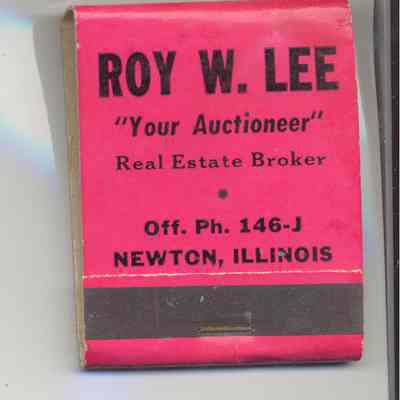 ROY W. LEE
"Your Auctioneer"
Real Estate Broker
Off. Ph. 146-J
NEWTON, ILLINOIS